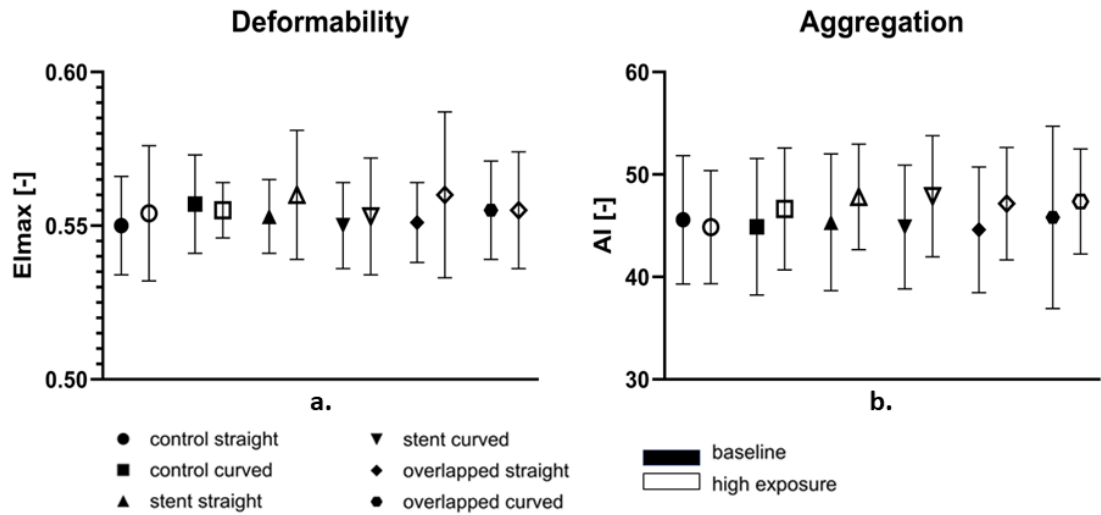 Deformability
Aggregation
0.60
0.55
0.50
EImax [-]
a.
60
50
40
30
AI [-]
b.
control straight
control curved
stent straight
stent curved
overlapped straight
overlapped curved
baseline
high exposure